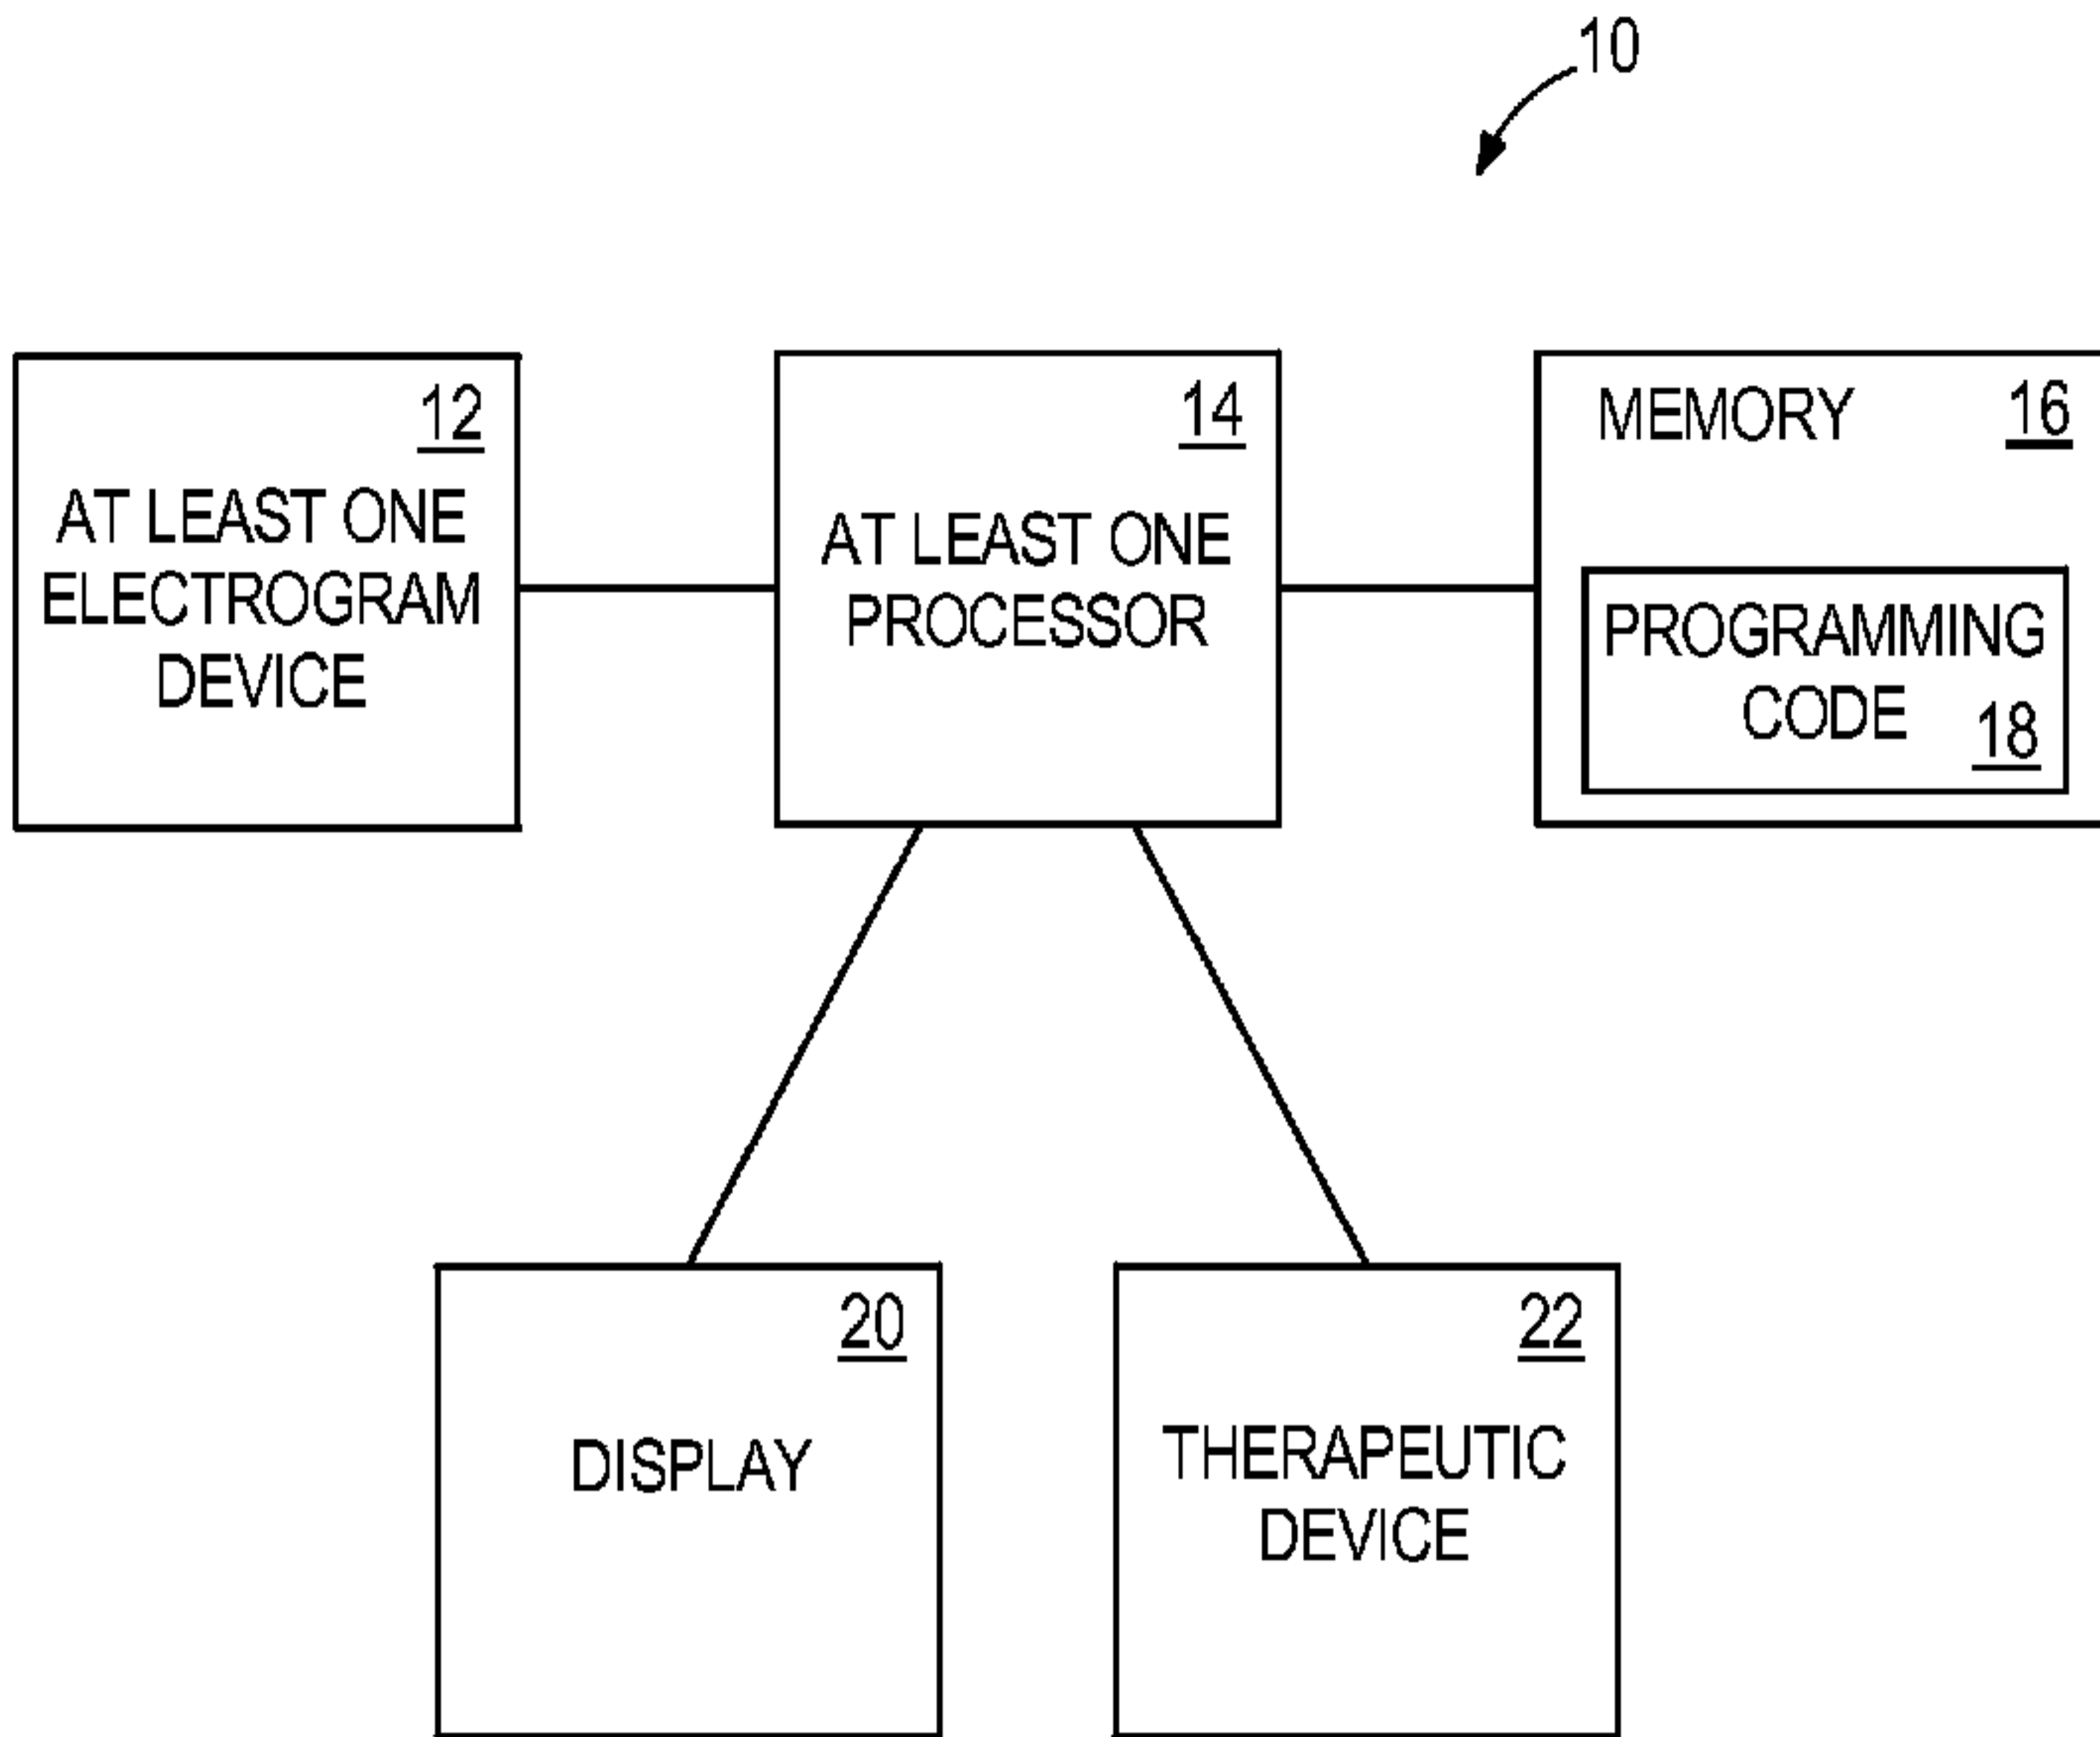 10
12
AT LEAST ONE
ELECTROGRAM
DEVICE
14
AT LEAST ONE
PROCESSOR
MEMORY 16
PROGRAMMING
CODE 18
20
DISPLAY
22
THERAPEUTIC
DEVICE